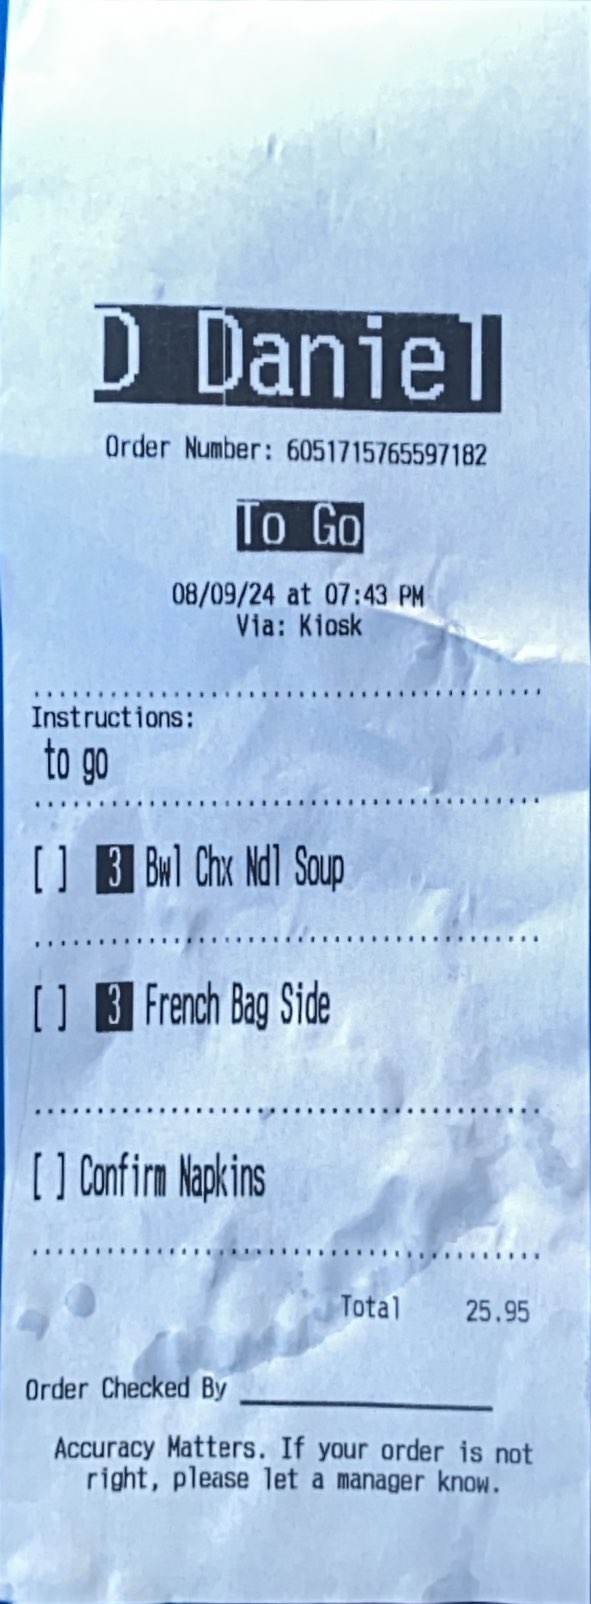 D Daniel
Order Number: 6051715765597182
To Go
08/09/24 at 07:43 PM
Via: Kiosk
Instructions:
to go
[ ] 3 Bwl Chx Ndl Soup
[ ] 3 French Bag Side
[ ] Confirm Napkins
Total 25.95
Order Checked By
Accuracy Matters. If your order is not
right, please let a manager know.